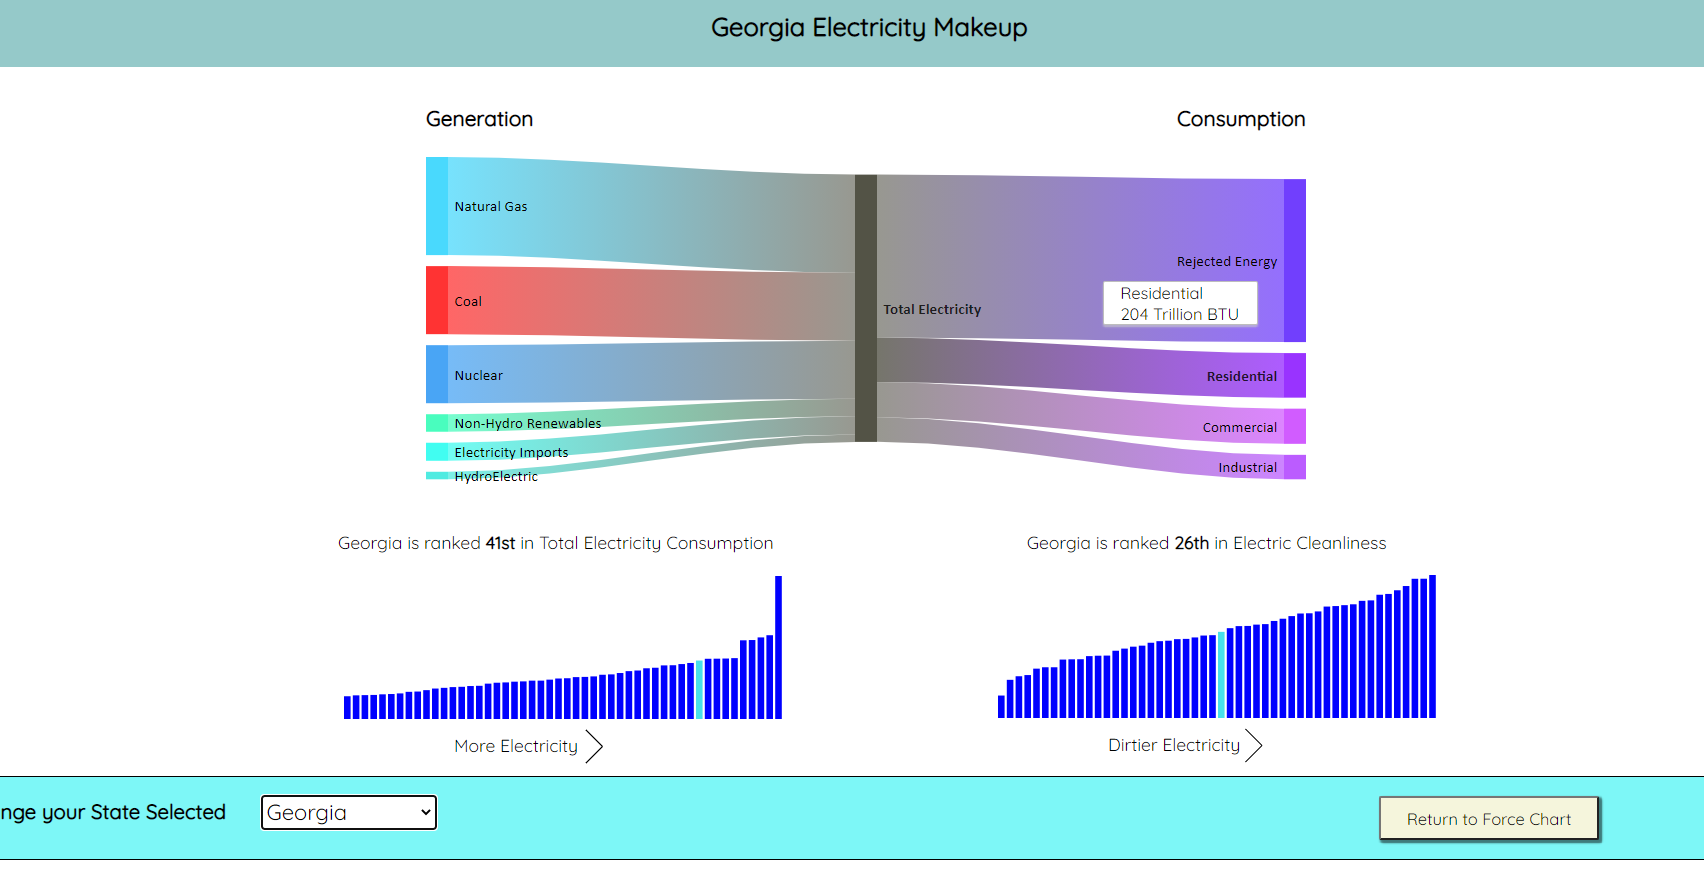 Georgia Electricity Makeup
Generation
Consumption
Natural Gas
Coal
Nuclear
Non-Hydro Renewables
Electricity Imports
HydroElectric
Total Electricity
Rejected Energy
Residential
204 Trillion BTU
Residential
Commercial
Industrial
Georgia is ranked 41st in Total Electricity Consumption
More Electricity
Georgia is ranked 26th in Electric Cleanliness
Dirtier Electricity
nge your State Selected
Georgia
Return to Force Chart